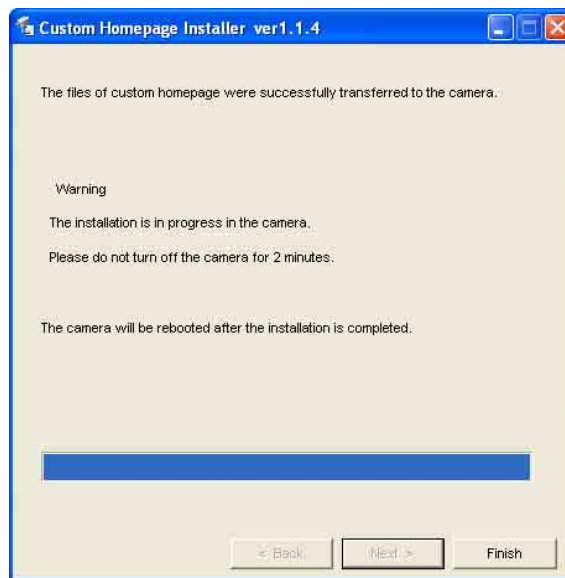 Custom Homepage Installer ver1.1.4
The files of custom homepage were successfully transferred to the camera.
Warning
The installation is in progress in the camera.
Please do not turn off the camera for 2 minutes.
The camera will be rebooted after the installation is completed.
< Back Next > Finish